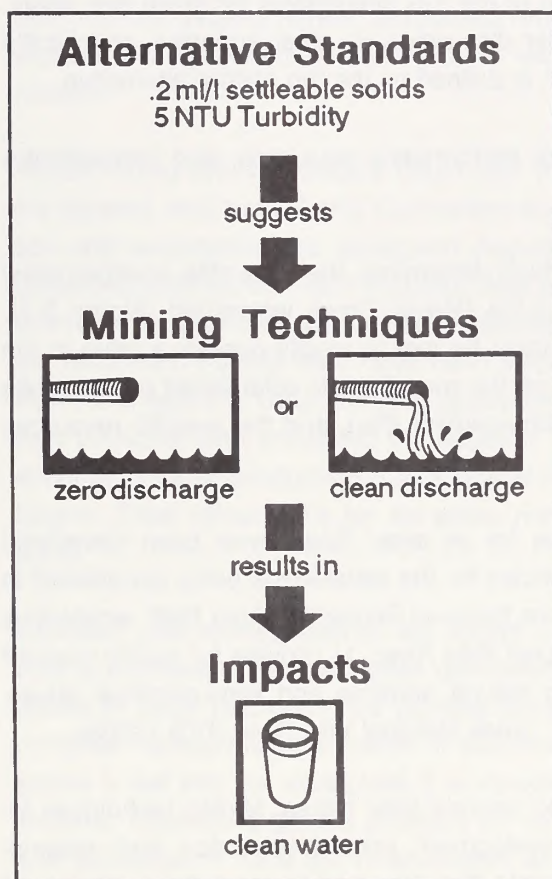 Alternative Standards
.2 ml/l settleable solids
5 NTU Turbidity
suggests
Mining Techniques
or
zero discharge
clean discharge
results in
Impacts
clean water